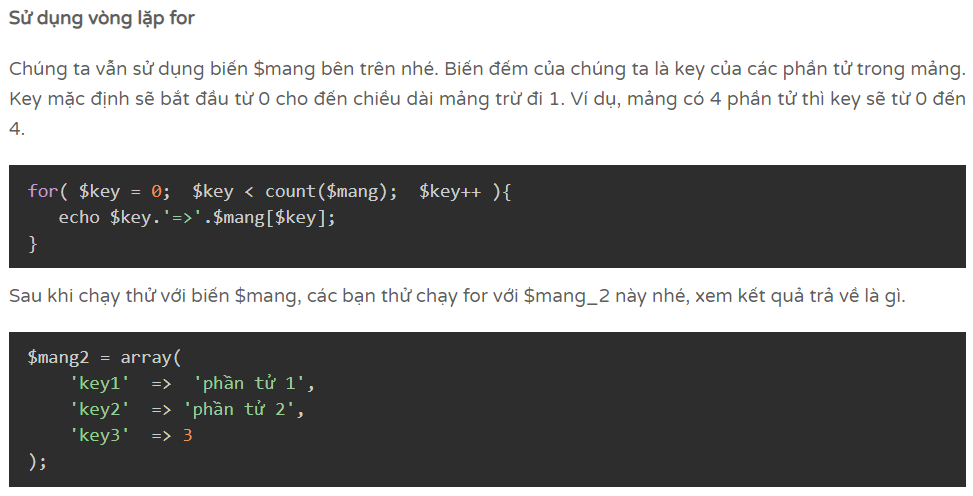 Sử dụng vòng lặp for
Chúng ta vẫn sử dụng biến $mang bên trên nhé. Biến đếm của chúng ta là key của các phần tử trong mảng.
Key mặc định sẽ bắt đầu từ 0 cho đến chiều dài mảng trừ đi 1. Ví dụ, mảng có 4 phần tử thì key sẽ từ 0 đến
4.
for( $key = 0;  $key < count($mang);  $key++ ){
   echo $key.'=>'.$mang[$key];
}
Sau khi chạy thử với biến $mang, các bạn thử chạy for với $mang_2 này nhé, xem kết quả trả về là gì.
$mang2 = array(
    'key1'  =>  'phần tử 1',
    'key2'  => 'phần tử 2',
    'key3'  => 3
);